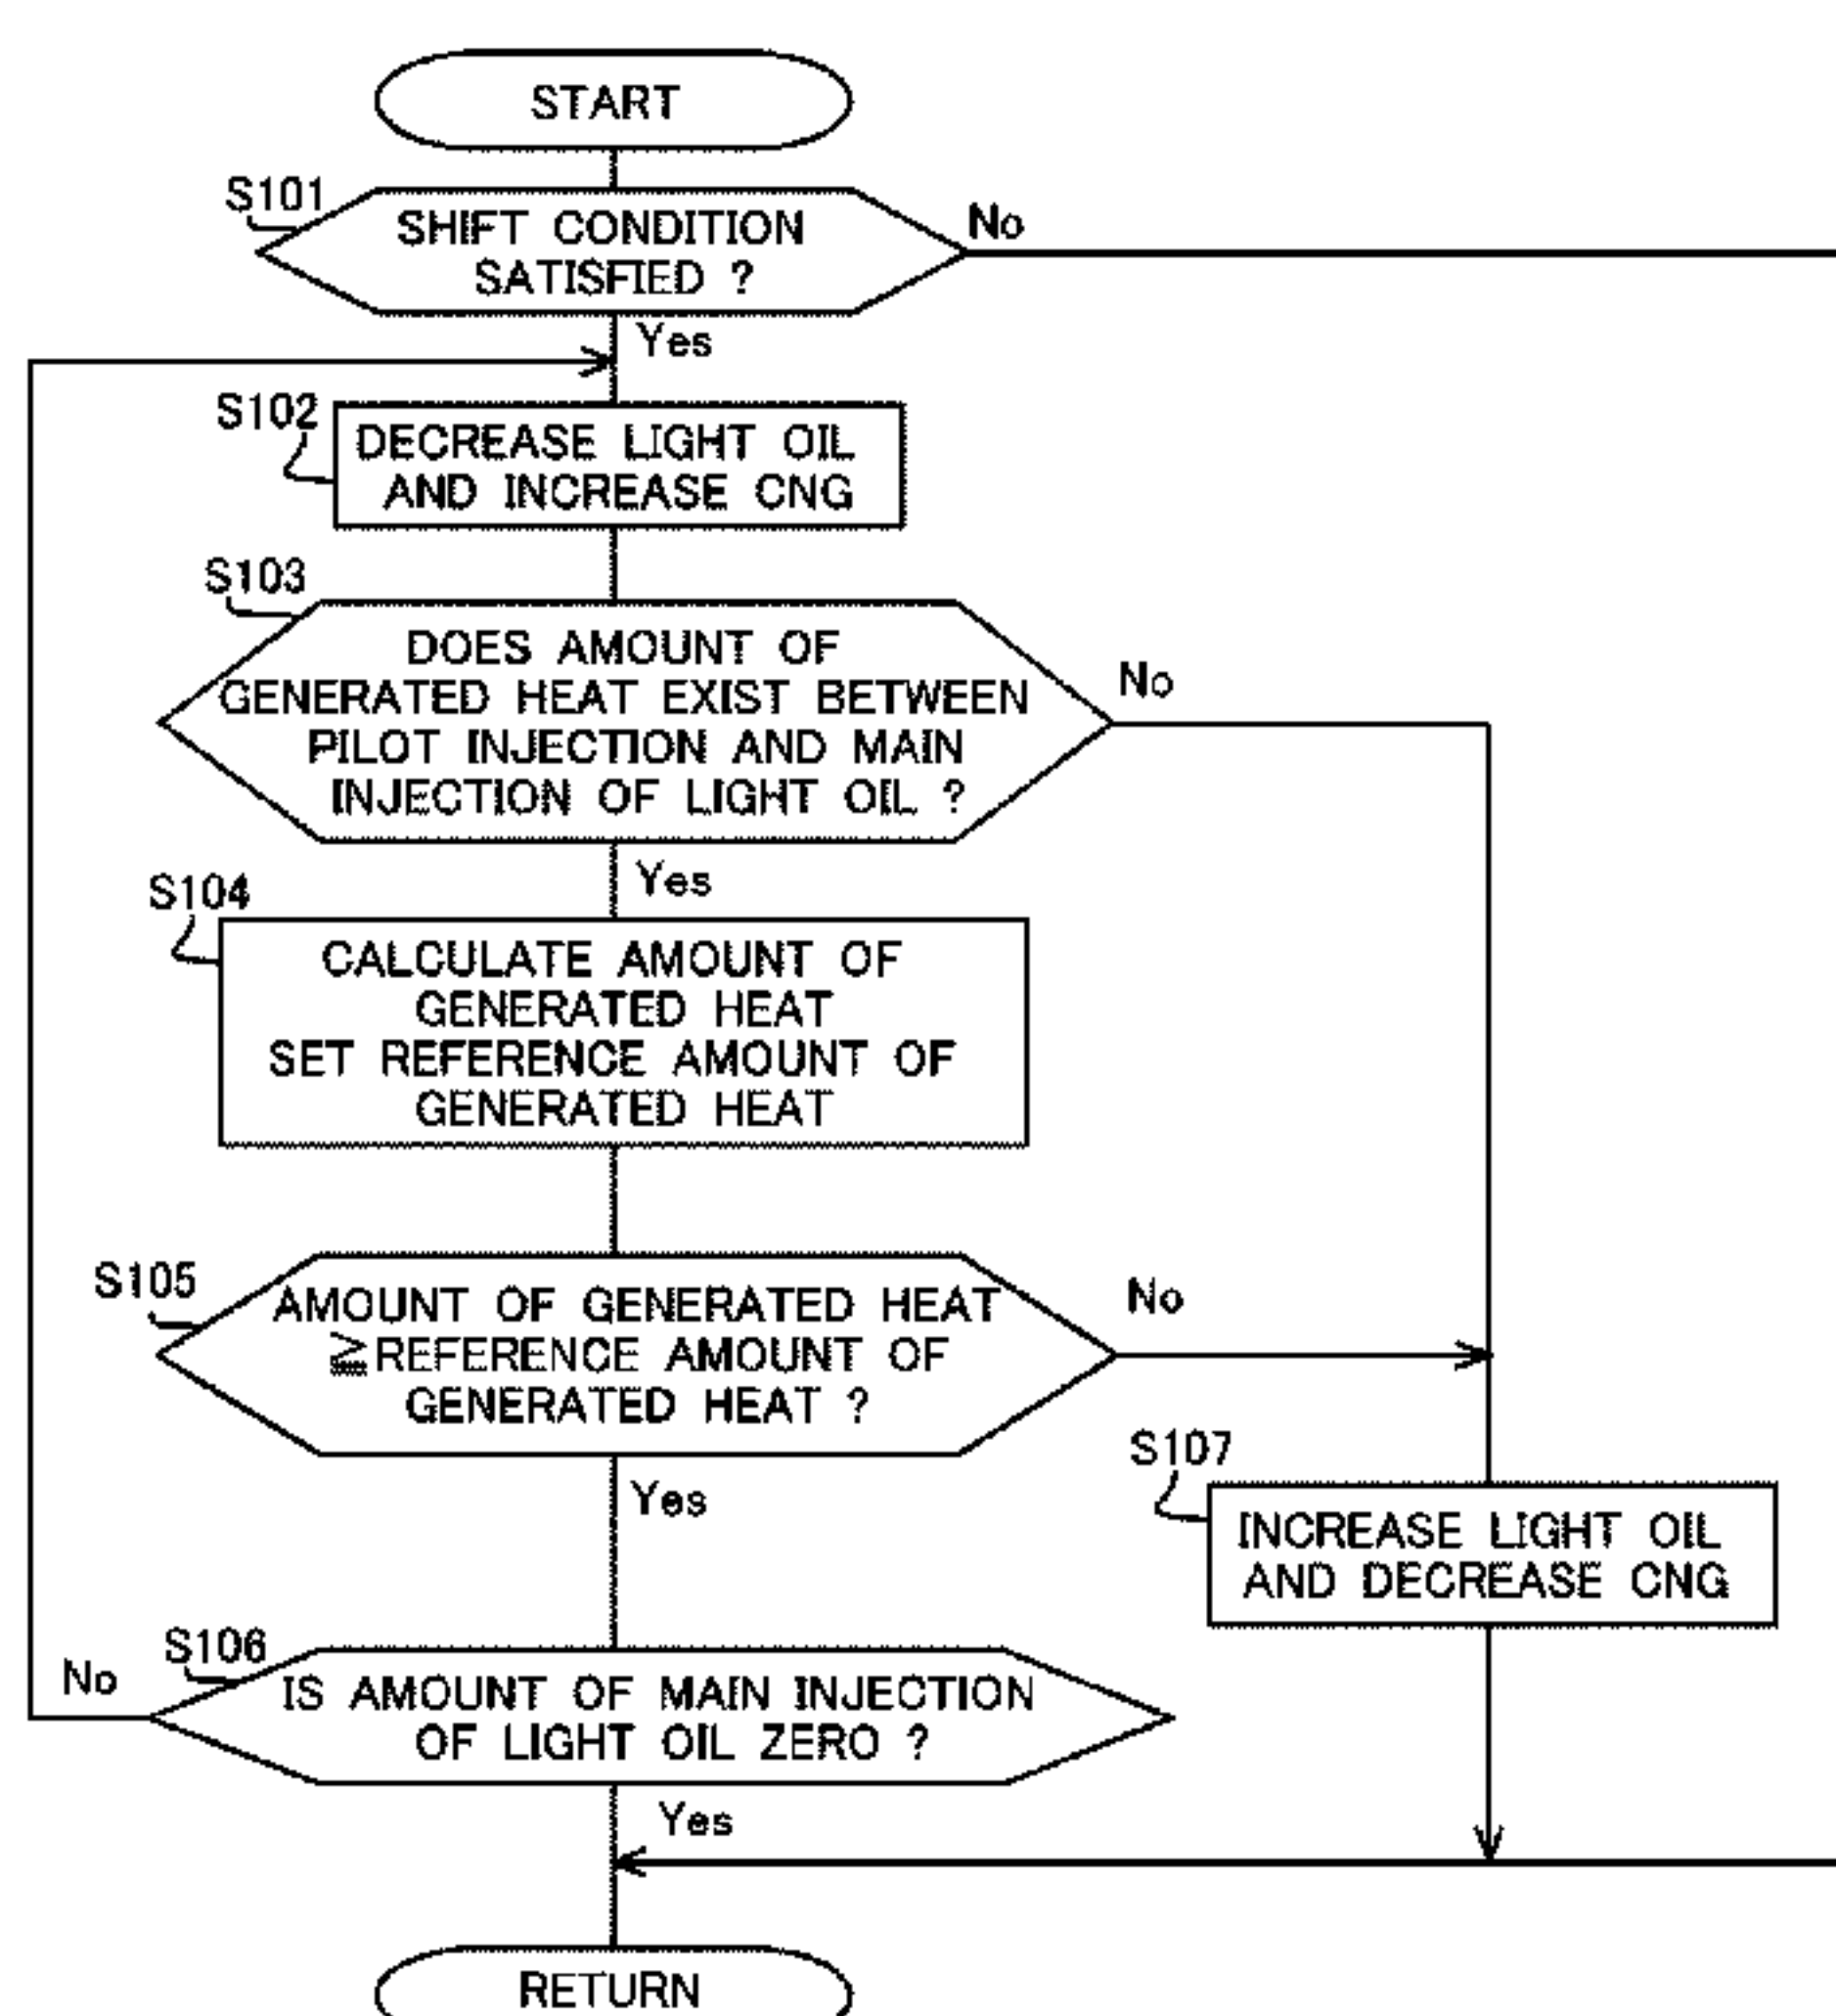 START
S101
SHIFT CONDITION
SATISFIED ?
No
Yes
S102
DECREASE LIGHT OIL
AND INCREASE CNG
S103
DOES AMOUNT OF
GENERATED HEAT EXIST BETWEEN
PILOT INJECTION AND MAIN
INJECTION OF LIGHT OIL ?
No
Yes
S104
CALCULATE AMOUNT OF
GENERATED HEAT
SET REFERENCE AMOUNT OF
GENERATED HEAT
S105
AMOUNT OF GENERATED HEAT
≧REFERENCE AMOUNT OF
GENERATED HEAT ?
No
Yes
S107
INCREASE LIGHT OIL
AND DECREASE CNG
S106
No
IS AMOUNT OF MAIN INJECTION
OF LIGHT OIL ZERO ?
Yes
RETURN